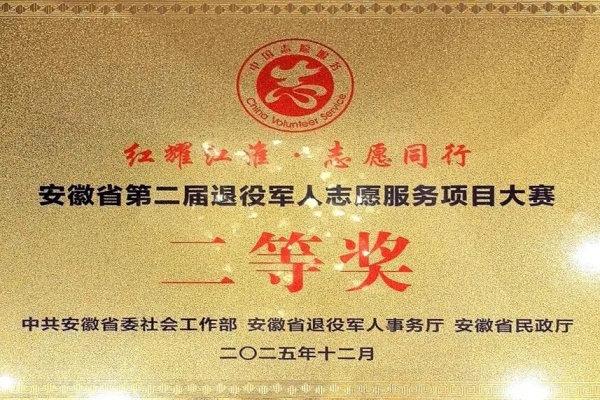 中国志愿服务
China Volunteer Service
红耀江淮·志愿同行
安徽省第二届退役军人志愿服务项目大赛
二等奖
中共安徽省委社会工作部 安徽省退役军人事务厅 安徽省民政厅
二〇二五年十二月